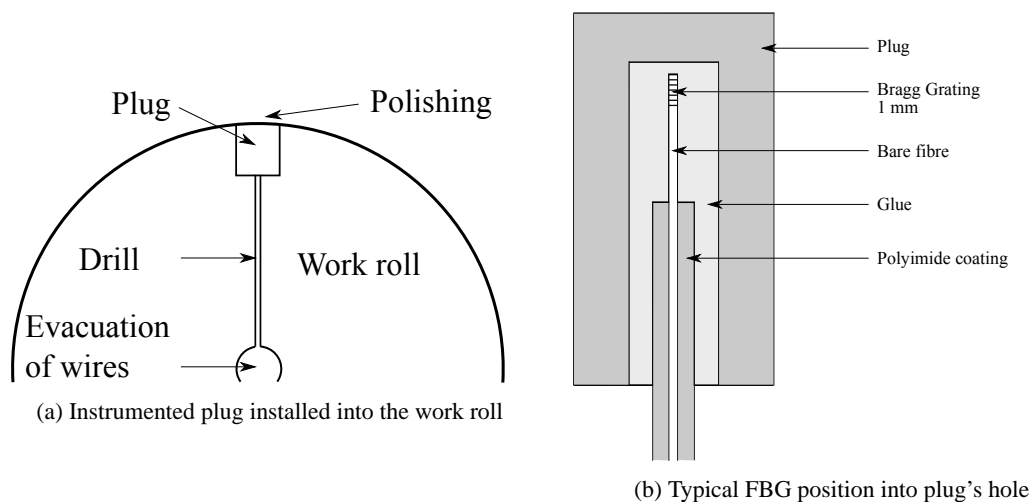 Plug
Polishing
Drill
Work roll
Evacuation
of wires
(a) Instrumented plug installed into the work roll
Plug
Bragg Grating
1 mm
Bare fibre
Glue
Polyimide coating
(b) Typical FBG position into plug's hole